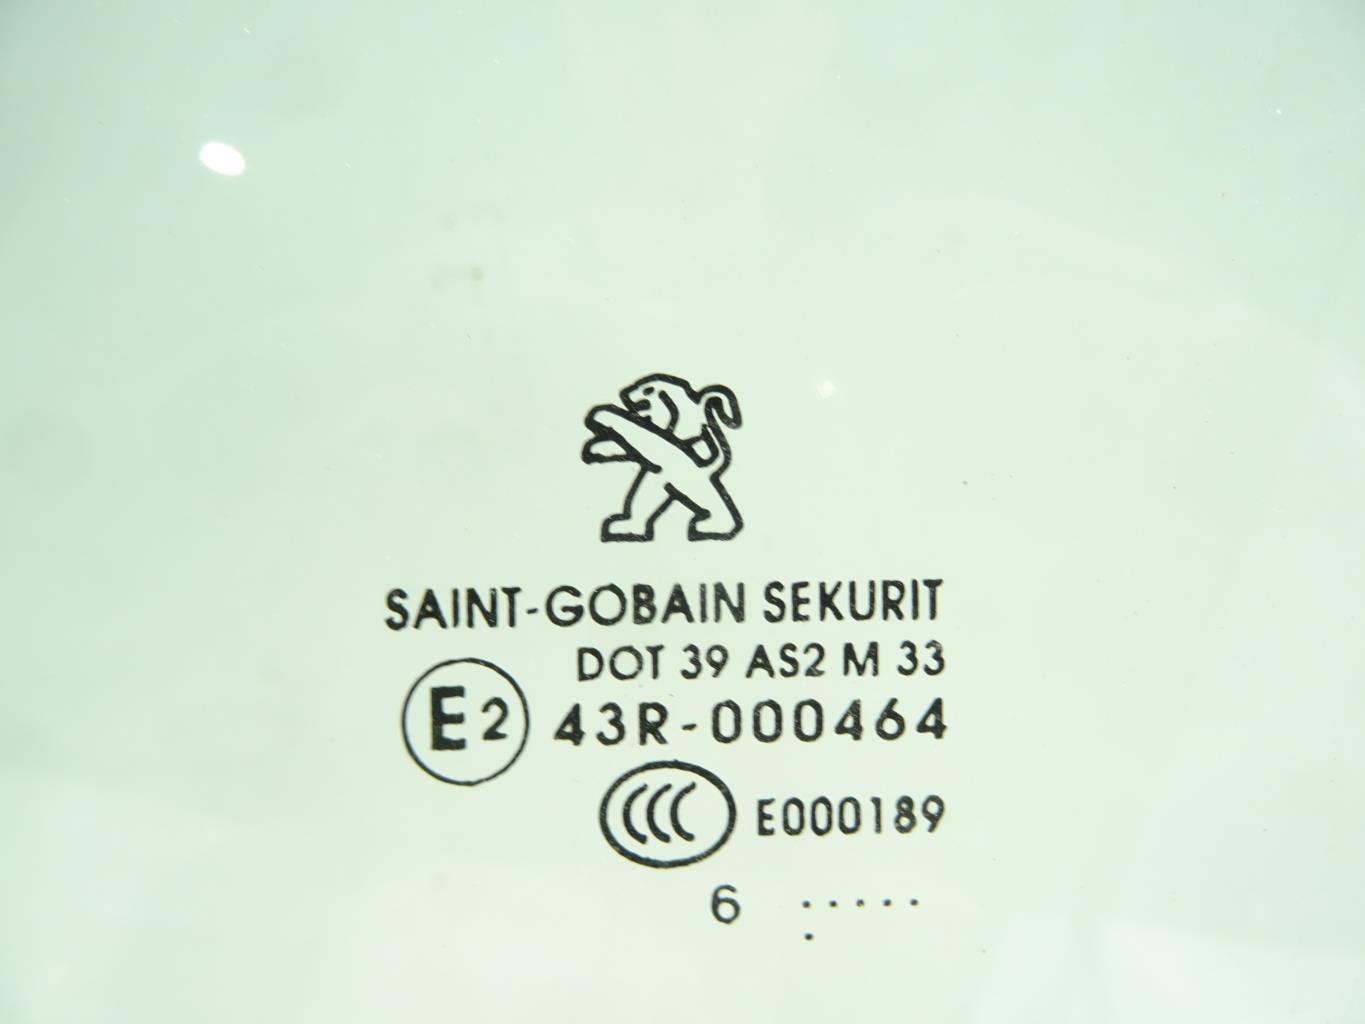 SAINT-GOBAIN SEKURIT
DOT 39 AS2 M 33
E2 43R-000464
CCC E000189
6 .....
.